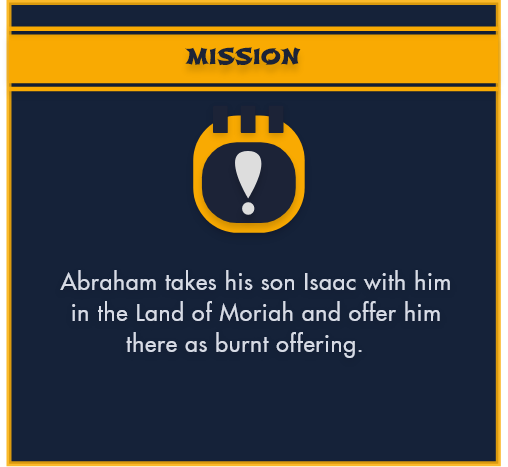 MISSION
Abraham takes his son Isaac with him
in the Land of Moriah and offer him
there as burnt offering.